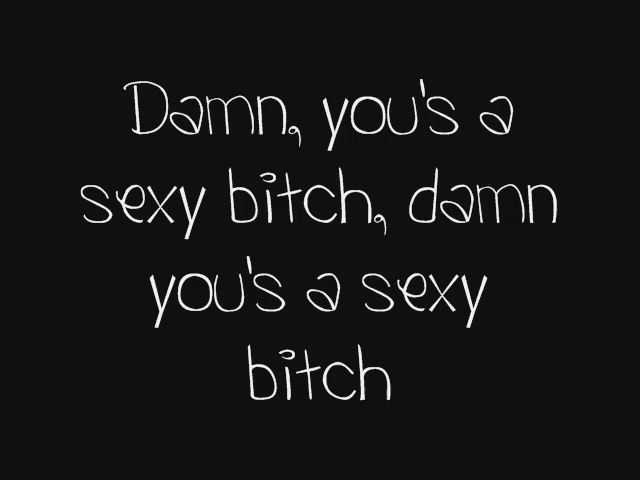 Damn, you's a
sexy bitch, damn
you's a sexy
bitch